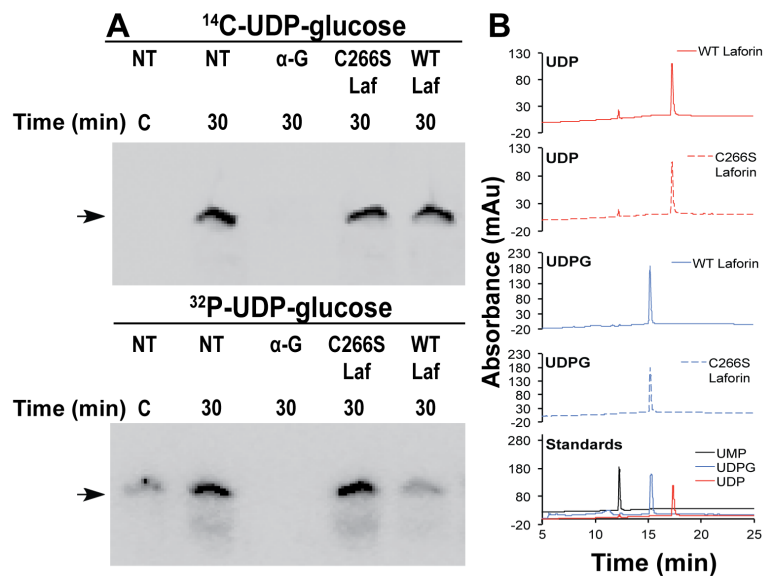 A
14C-UDP-glucose
NT NT α-G C266S Laf WT Laf
Time (min) C 30 30 30 30
32P-UDP-glucose
NT NT α-G C266S Laf WT Laf
Time (min) C 30 30 30 30
B
Absorbance (mAu)
130
80
30
-20
UDP
WT Laforin
130
80
30
-20
UDP
C266S
Laforin
230
180
130
80
30
-20
UDPG
WT Laforin
230
180
130
80
30
-20
UDPG
C266S
Laforin
280
180
80
-20
Standards
UMP
UDPG
UDP
5 10 15 20 25
Time (min)